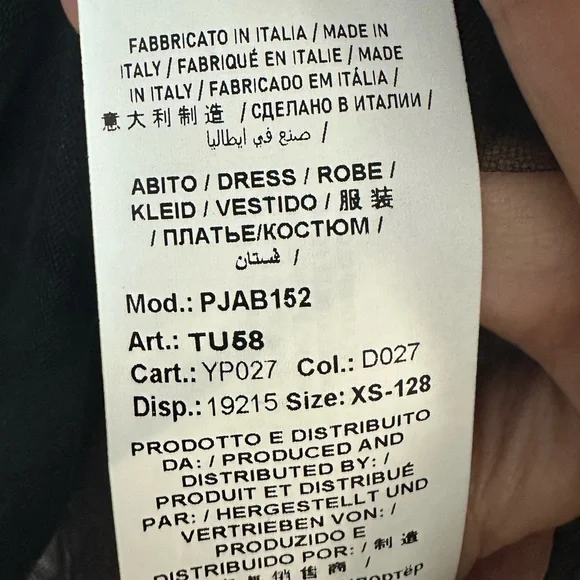 FABBRICATO IN ITALIA / MADE IN
ITALY / FABRIQUÉ EN ITALIE / MADE
IN ITALY / FABRICADO EM ITÁLIA /
意大利制造 / СДЕЛАНО В ИТАЛИИ /
صنع في ايطاليا /
ABITO / DRESS / ROBE /
KLEID / VESTIDO / 服装
/ ПЛАТЬЕ/КОСТЮМ /
فستان /
Mod.: PJAB152
Art.: TU58
Cart.: YP027 Col.: D027
Disp.: 19215 Size: XS-128
PRODOTTO E DISTRIBUITO
DA: / PRODUCED AND
DISTRIBUTED BY: /
PRODUIT ET DISTRIBUÉ
PAR: / HERGESTELLT UND
VERTRIEBEN VON: /
PRODUZIDO E
DISTRIBUIDO POR: / 制造
销售商 /